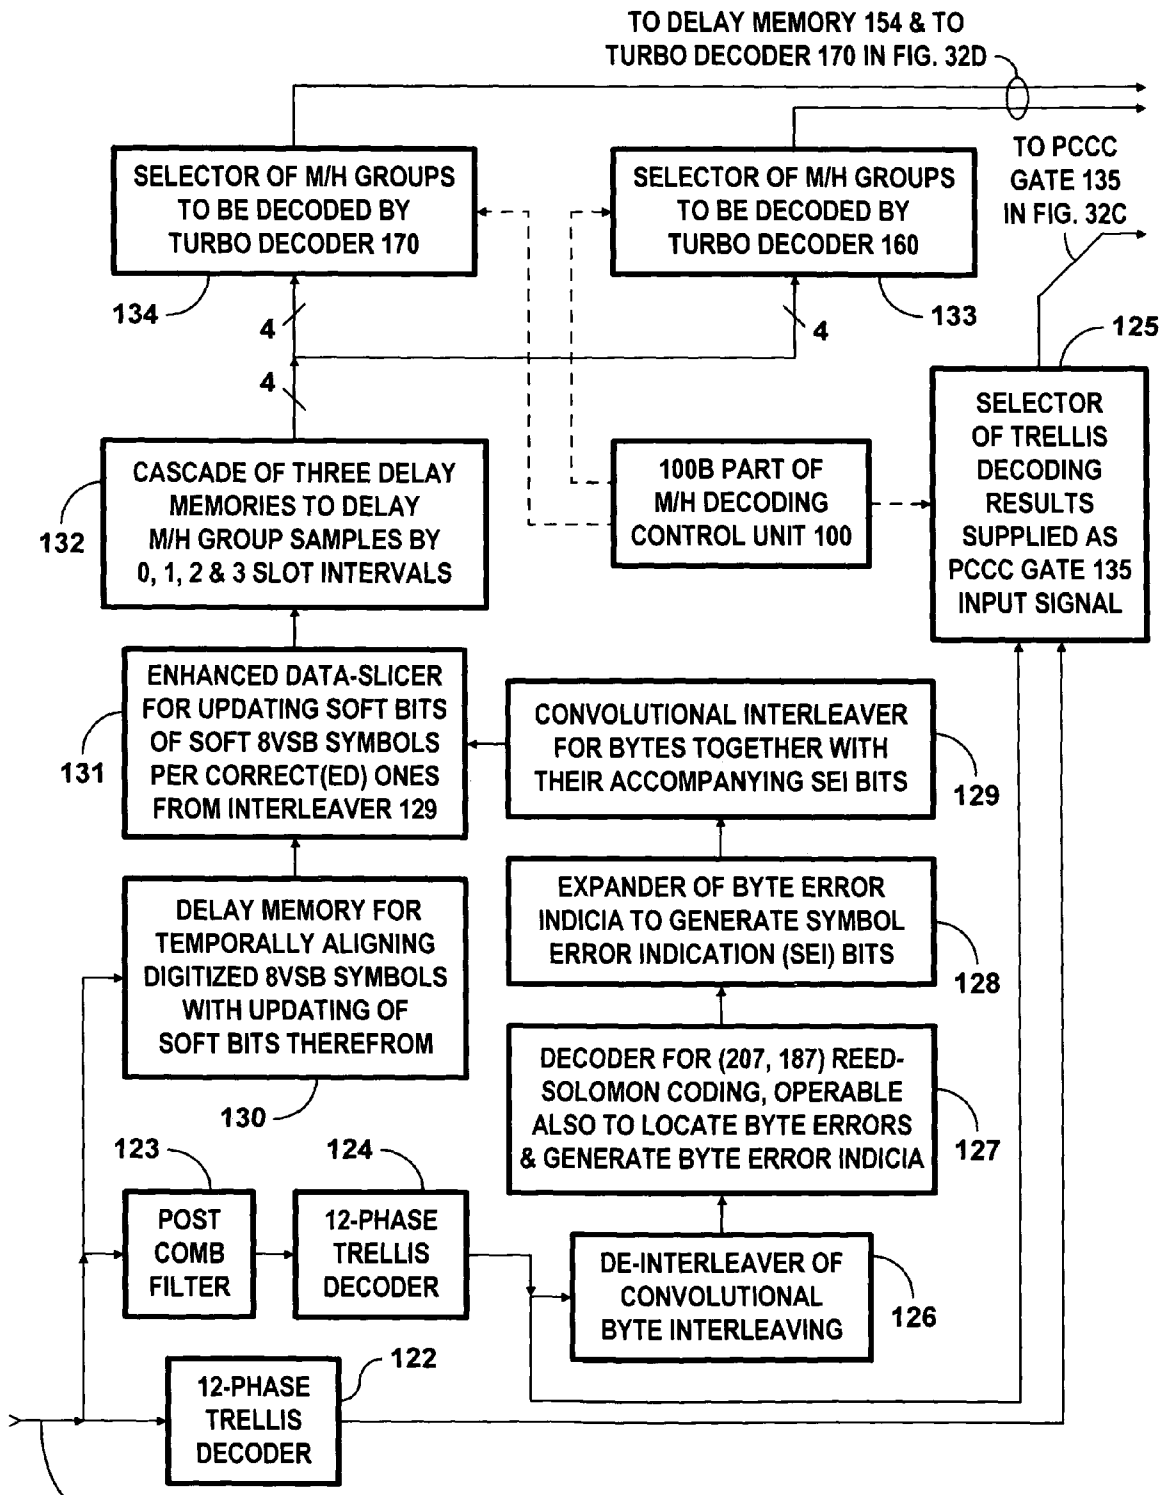 TO DELAY MEMORY 154 & TO
TURBO DECODER 170 IN FIG. 32D
TO PCCC
GATE 135
IN FIG. 32C
SELECTOR OF M/H GROUPS
TO BE DECODED BY
TURBO DECODER 170
134
SELECTOR OF M/H GROUPS
TO BE DECODED BY
TURBO DECODER 160
133
4
4
4
125
SELECTOR
OF TRELLIS
DECODING
RESULTS
SUPPLIED AS
PCCC GATE 135
INPUT SIGNAL
CASCADE OF THREE DELAY
MEMORIES TO DELAY
M/H GROUP SAMPLES BY
0, 1, 2 & 3 SLOT INTERVALS
132
100B PART OF
M/H DECODING
CONTROL UNIT 100
ENHANCED DATA-SLICER
FOR UPDATING SOFT BITS
OF SOFT 8VSB SYMBOLS
PER CORRECT(ED) ONES
FROM INTERLEAVER 129
131
CONVOLUTIONAL INTERLEAVER
FOR BYTES TOGETHER WITH
THEIR ACCOMPANYING SEI BITS
129
EXPANDER OF BYTE ERROR
INDICIA TO GENERATE SYMBOL
ERROR INDICATION (SEI) BITS
128
DELAY MEMORY FOR
TEMPORALLY ALIGNING
DIGITIZED 8VSB SYMBOLS
WITH UPDATING OF
SOFT BITS THEREFROM
130
DECODER FOR (207, 187) REED-
SOLOMON CODING, OPERABLE
ALSO TO LOCATE BYTE ERRORS
& GENERATE BYTE ERROR INDICIA
127
123
POST
COMB
FILTER
124
12-PHASE
TRELLIS
DECODER
DE-INTERLEAVER OF
CONVOLUTIONAL
BYTE INTERLEAVING
126
122
12-PHASE
TRELLIS
DECODER